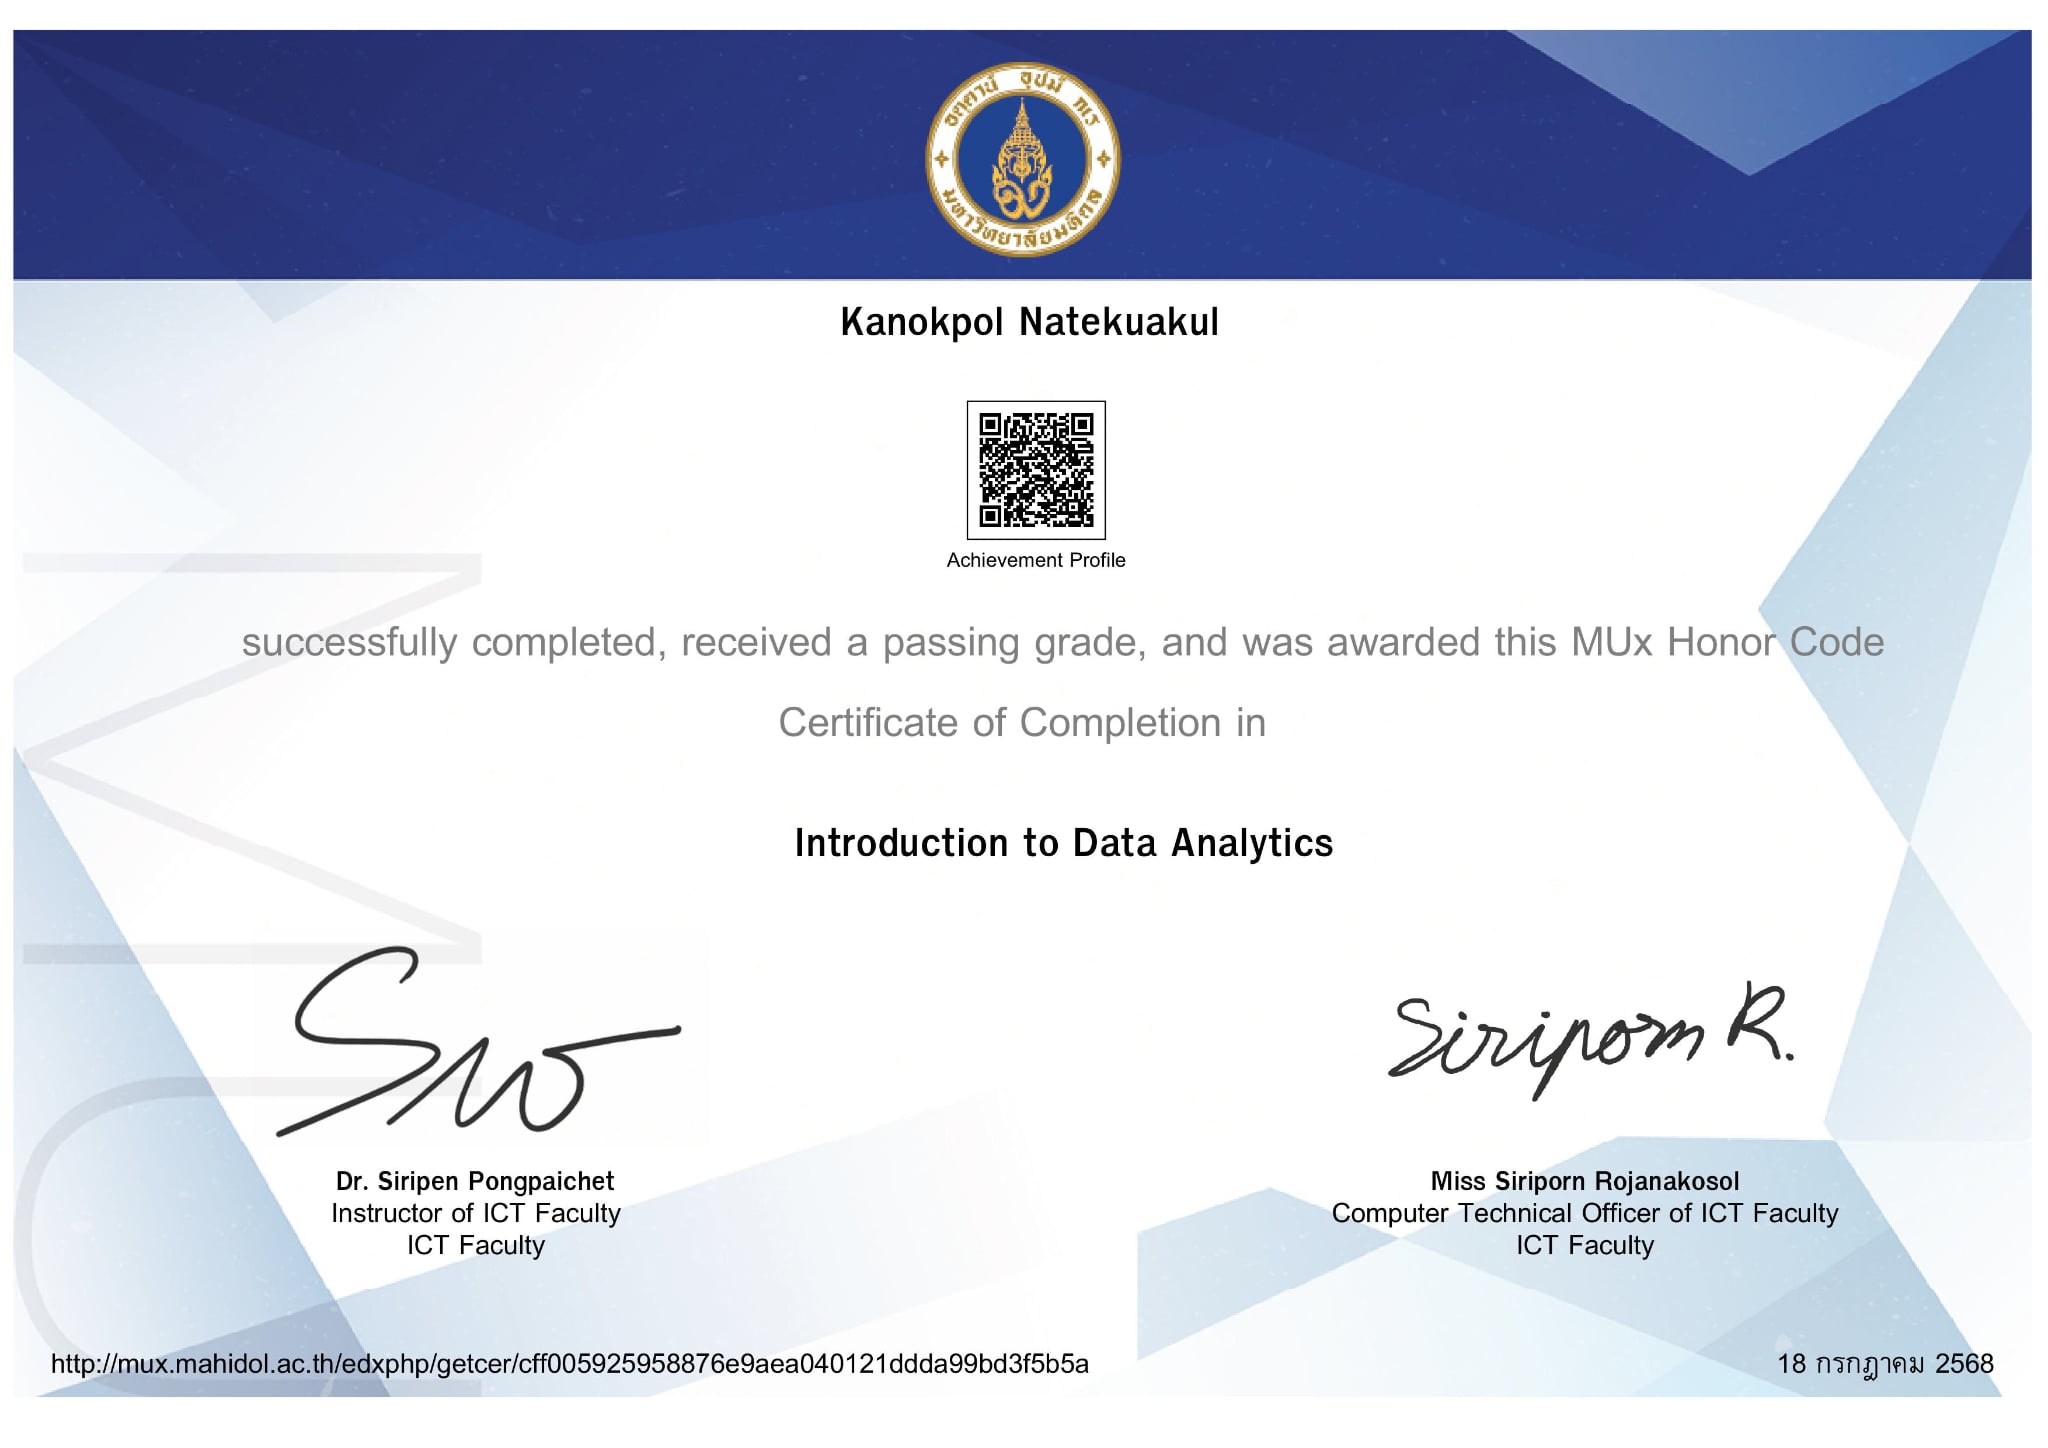 อตฺตานํ อุปมํ กเร
มหาวิทยาลัยมหิดล
Kanokpol Natekuakul
Achievement Profile
successfully completed, received a passing grade, and was awarded this MUx Honor Code
Certificate of Completion in
Introduction to Data Analytics
Siriporn R.
Dr. Siripen Pongpaichet
Instructor of ICT Faculty
ICT Faculty
Miss Siriporn Rojanakosol
Computer Technical Officer of ICT Faculty
ICT Faculty
http://mux.mahidol.ac.th/edxphp/getcer/cff005925958876e9aea040121ddda99bd3f5b5a
18 กรกฎาคม 2568